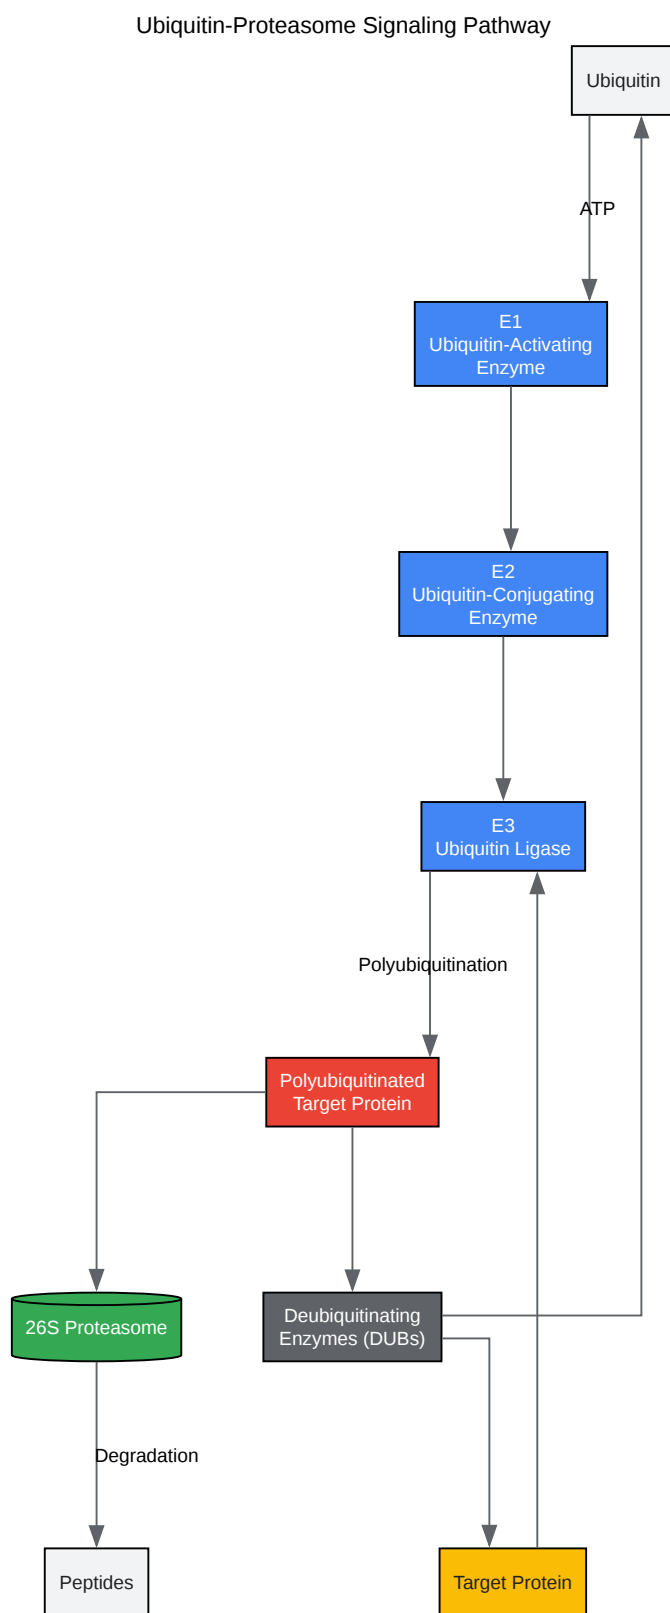 Ubiquitin-Proteasome Signaling Pathway
Ubiquitin
ATP
E1
Ubiquitin-Activating
Enzyme
E2
Ubiquitin-Conjugating
Enzyme
E3
Ubiquitin Ligase
Polyubiquitination
Polyubiquitinated
Target Protein
26S Proteasome
Deubiquitinating
Enzymes (DUBs)
Degradation
Peptides
Target Protein